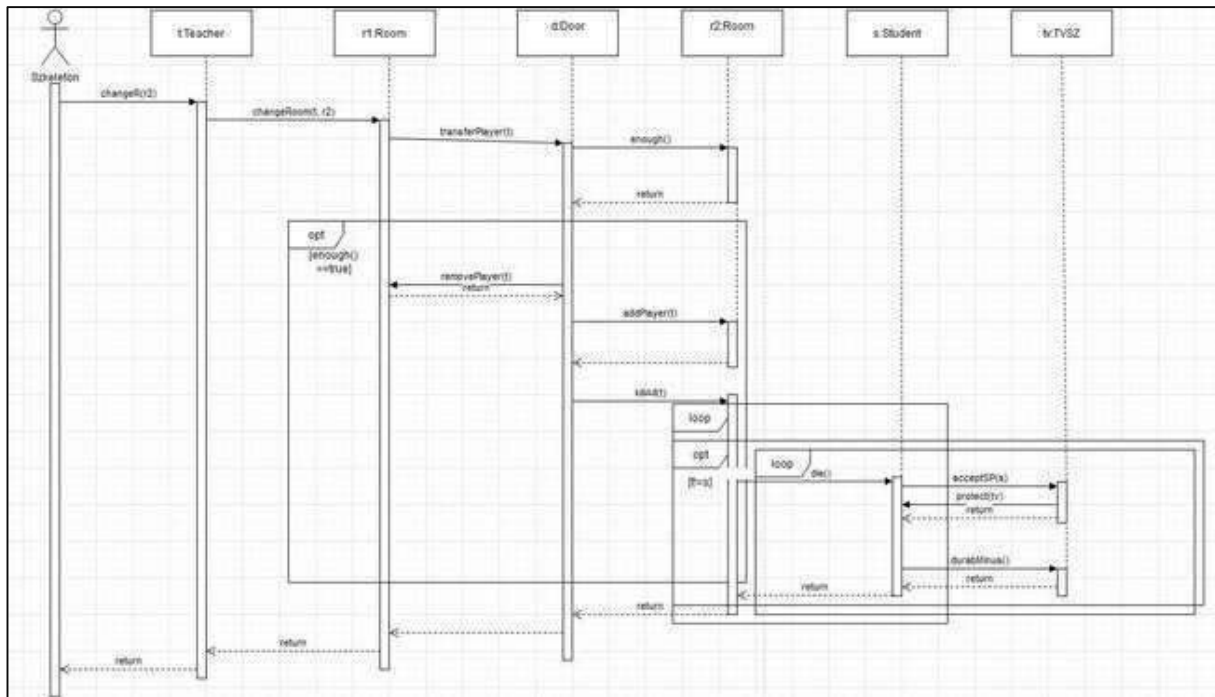 t:Teacher
r1:Room
d:Door
r2:Room
s:Student
tv:TVSZ
Szkeleton
changeR(r2)
changeRoom(t, r2)
transferPlayer(t)
enough()
return
opt
[enough()
==true]
removePlayer(t)
return
addPlayer(t)
killAll(t)
loop
opt
loop
[t!=s]
die()
acceptSP(s)
protect(tv)
return
durabMinus()
return
return
return
return
return